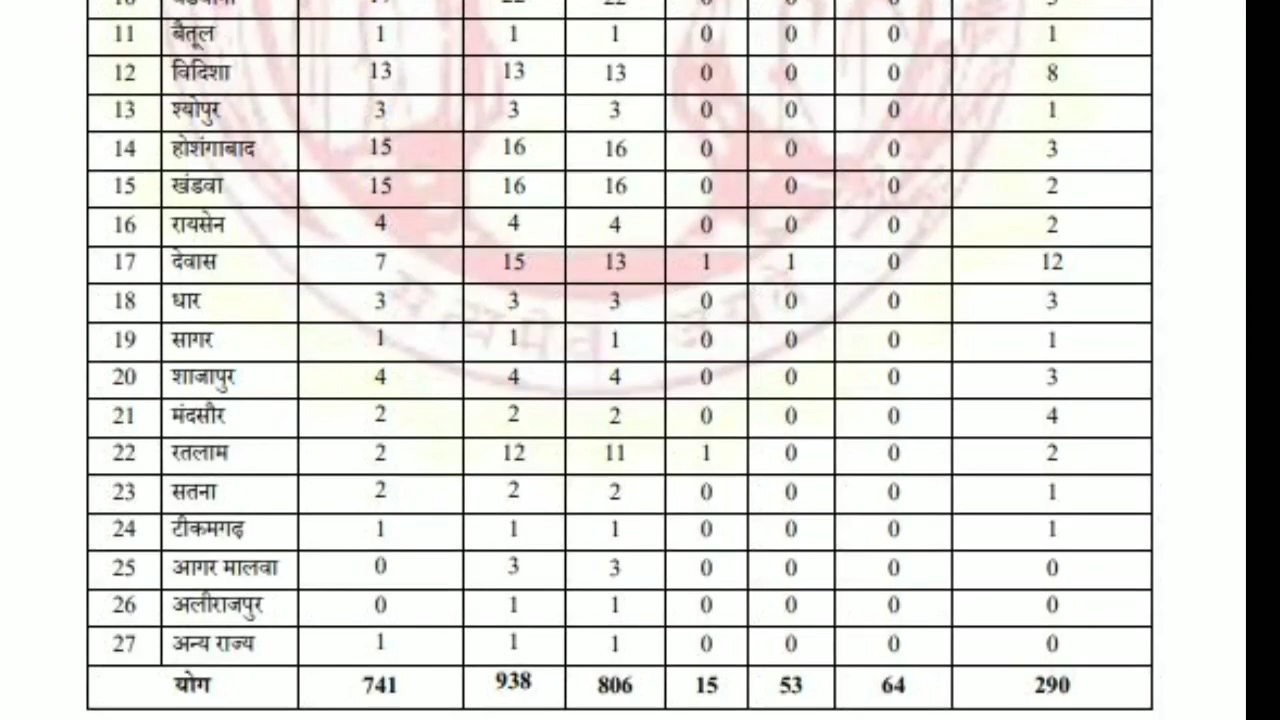 11 बैतूल 1 1 1 0 0 0 1
12 विदिशा 13 13 13 0 0 0 8
13 श्योपुर 3 3 3 0 0 0 1
14 होशंगाबाद 15 16 16 0 0 0 3
15 खंडवा 15 16 16 0 0 0 2
16 रायसेन 4 4 4 0 0 0 2
17 देवास 7 15 13 1 1 0 12
18 धार 3 3 3 0 0 0 3
19 सागर 1 1 1 0 0 0 1
20 शाजापुर 4 4 4 0 0 0 3
21 मंदसौर 2 2 2 0 0 0 4
22 रतलाम 2 12 11 1 0 0 2
23 सतना 2 2 2 0 0 0 1
24 टीकमगढ़ 1 1 1 0 0 0 1
25 आगर मालवा 0 3 3 0 0 0 0
26 अलीराजपुर 0 1 1 0 0 0 0
27 अन्य राज्य 1 1 1 0 0 0 0
योग 741 938 806 15 53 64 290
सत्यमेव जयते